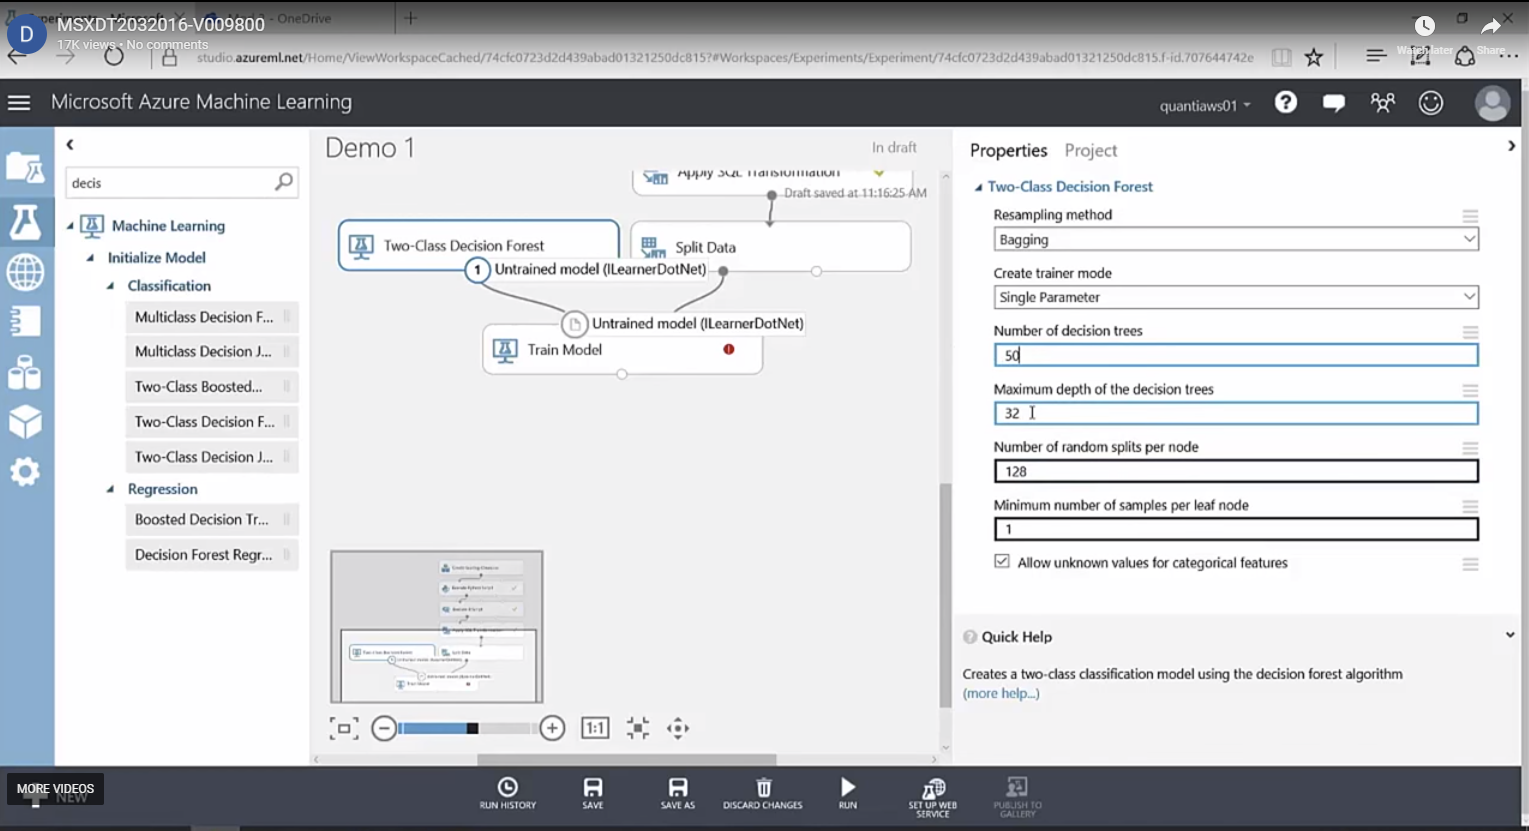 D
MSXDT2032016-V009800
17K views • No comments
OneDrive
Watch later
Share
studio.azureml.net/Home/ViewWorkspaceCached/74cfc0723d2d439abad01321250dc815?#Workspaces/Experiments/Experiment/74cfc0723d2d439abad01321250dc815.f-id.707644742e
Microsoft Azure Machine Learning
quantiaws01
decis
Machine Learning
Initialize Model
Classification
Multiclass Decision F...
Multiclass Decision J...
Two-Class Boosted...
Two-Class Decision F...
Two-Class Decision J...
Regression
Boosted Decision Tr...
Decision Forest Regr...
Demo 1
In draft
Apply SQL Transformation
Draft saved at 11:16:25 AM
Two-Class Decision Forest
Split Data
1
Untrained model (ILearnerDotNet)
Untrained model (ILearnerDotNet)
Train Model
1:1
Properties
Project
Two-Class Decision Forest
Resampling method
Bagging
Create trainer mode
Single Parameter
Number of decision trees
50
Maximum depth of the decision trees
32
Number of random splits per node
128
Minimum number of samples per leaf node
1
Allow unknown values for categorical features
Quick Help
Creates a two-class classification model using the decision forest algorithm
(more help...)
MORE VIDEOS
NEW
RUN HISTORY
SAVE
SAVE AS
DISCARD CHANGES
RUN
SET UP WEB
SERVICE
PUBLISH TO
GALLERY